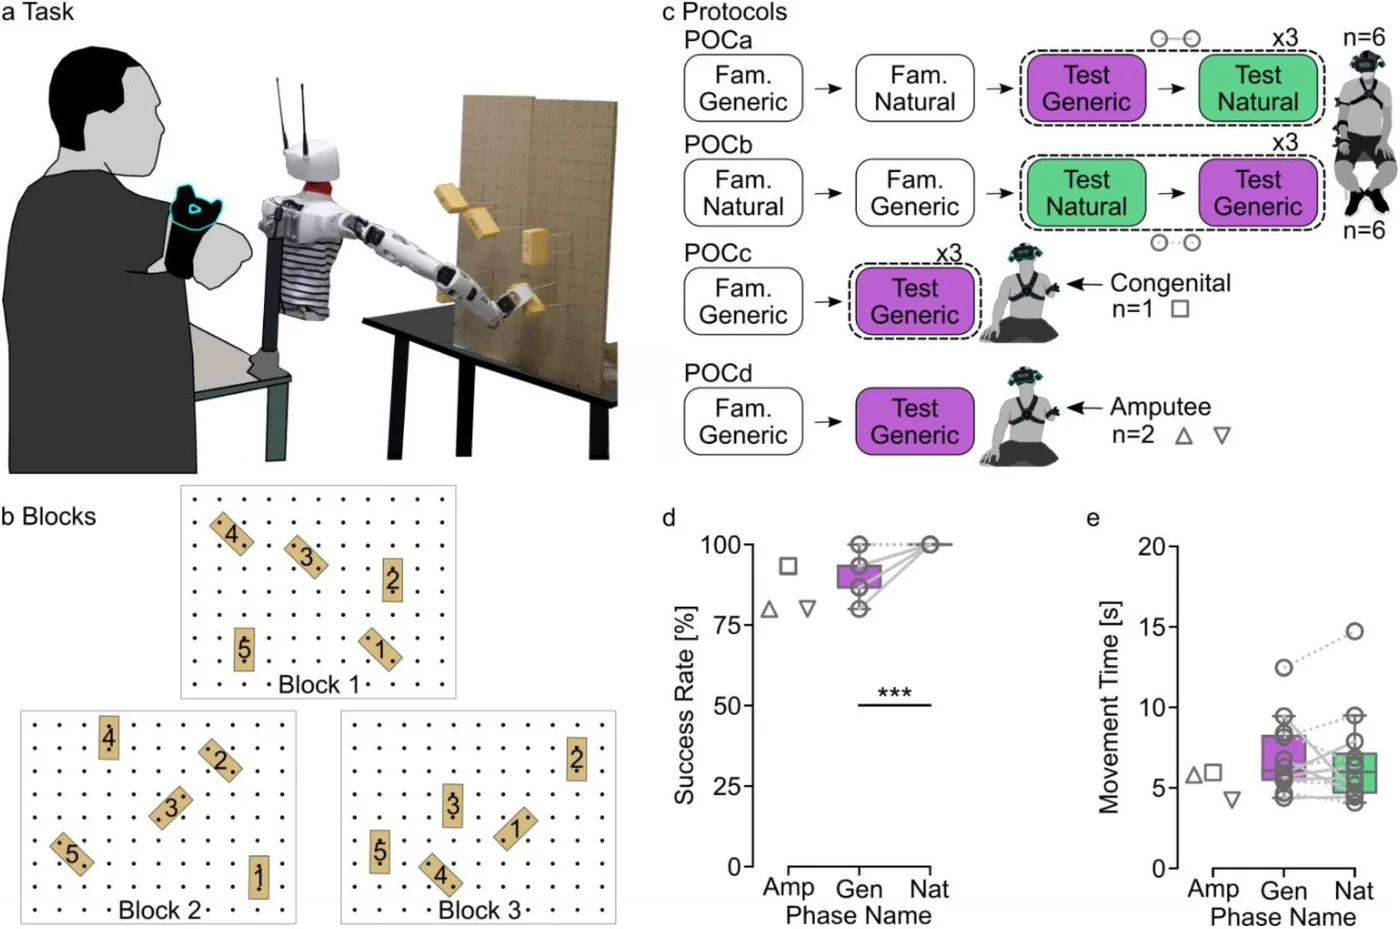 a Task
c Protocols
POCa
x3
n=6
Fam.
Generic
Fam.
Natural
Test
Generic
Test
Natural
POCb
x3
Fam.
Natural
Fam.
Generic
Test
Natural
Test
Generic
n=6
POCc
x3
Fam.
Generic
Test
Generic
Congenital
n=1
POCd
Fam.
Generic
Test
Generic
Amputee
n=2
b Blocks
4
3
2
5
1
Block 1
4
2
3
5
1
Block 2
2
3
1
5
4
Block 3
d
100
75
50
25
0
Success Rate [%]
***
Amp
Gen
Nat
Phase Name
e
20
15
10
5
0
Movement Time [s]
Amp
Gen
Nat
Phase Name